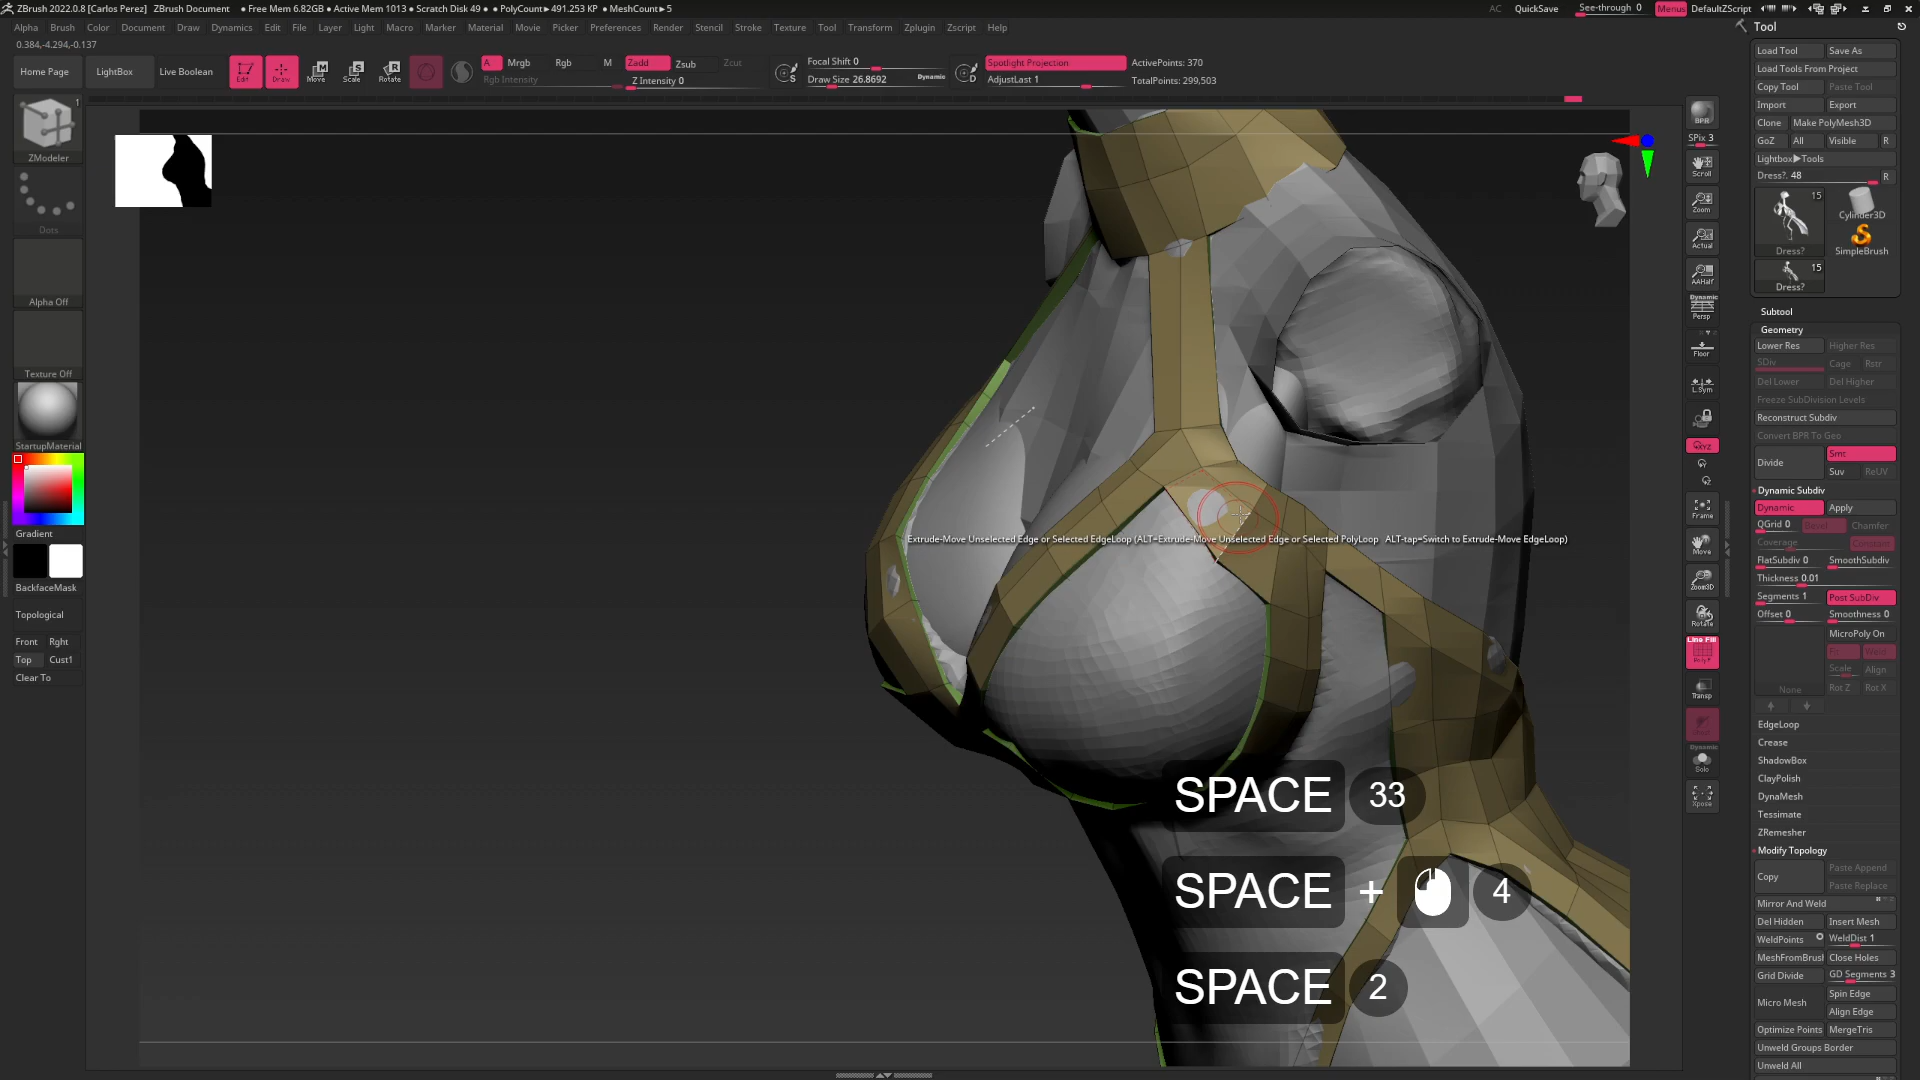 ZBrush 2022.0.8 [Carlos Perez] ZBrush Document ● Free Mem 6.82GB ● Active Mem 1013 ● Scratch Disk 49 ● PolyCount▸491.253 KP ● MeshCount▸5
AC QuickSave See-through 0 Menus DefaultZScript
Alpha Brush Color Document Draw Dynamics Edit File Layer Light Macro Marker Material Movie Picker Preferences Render Stencil Stroke Texture Tool Transform Zplugin Zscript Help
0.384,-4.294,-0.137
Home Page LightBox Live Boolean Edit Draw Move Scale Rotate
A Mrgb Rgb M Zadd Zsub Zcut
Rgb Intensity Z Intensity 0
Focal Shift 0
Draw Size 26.8692 Dynamic
Spotlight Projection
AdjustLast 1
ActivePoints: 370
TotalPoints: 299,503
ZModeler
1
Dots
Alpha Off
Texture Off
StartupMaterial
Gradient
BackfaceMask
Topological
Front Rght
Top Cust1
Clear To
Extrude-Move Unselected Edge or Selected EdgeLoop (ALT=Extrude-Move Unselected Edge or Selected PolyLoop ALT-tap=Switch to Extrude-Move EdgeLoop)
SPACE 33
SPACE + 4
SPACE 2
BPR
SPix 3
Scroll
Zoom
Actual
AAHalf
Dynamic
Persp
Floor
L.Sym
Frame
Move
Zoom3D
Rotate
Line Fill
PolyF
Transp
Dynamic
Solo
Xpose
Tool
Load Tool Save As
Load Tools From Project
Copy Tool Paste Tool
Import Export
Clone Make PolyMesh3D
GoZ All Visible R
Lightbox▶Tools
Dress?. 48 R
15
Dress?
Cylinder3D
SimpleBrush
15
Dress?
Subtool
Geometry
Lower Res Higher Res
SDiv Cage Rstr
Del Lower Del Higher
Freeze SubDivision Levels
Reconstruct Subdiv
Convert BPR To Geo
Divide Smt
Suv ReUV
Dynamic Subdiv
Dynamic Apply
QGrid 0 Bevel Chamfer
Coverage Constant
FlatSubdiv 0 SmoothSubdiv
Thickness 0.01
Segments 1 Post SubDiv
Offset 0 Smoothness 0
MicroPoly On
Fit Weld
Scale Align
None Rot Z Rot X
EdgeLoop
Crease
ShadowBox
ClayPolish
DynaMesh
Tessimate
ZRemesher
Modify Topology
Copy Paste Append
Paste Replace
Mirror And Weld
Del Hidden Insert Mesh
WeldPoints WeldDist 1
MeshFromBrush Close Holes
Grid Divide GD Segments 3
Micro Mesh Spin Edge
Align Edge
Optimize Points MergeTris
Unweld Groups Border
Unweld All